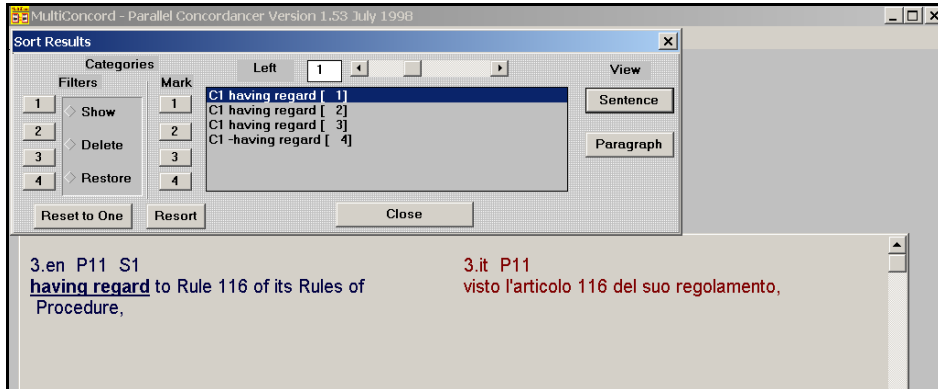 MultiConcord - Parallel Concordancer Version 1.53 July 1998
Sort Results
Categories
Filters
Mark
Left
1
View
1
Show
1
2
Delete
2
3
3
4
Restore
4
C1 having regard [ 1]
C1 having regard [ 2]
C1 having regard [ 3]
C1 -having regard [ 4]
Sentence
Paragraph
Reset to One
Resort
Close
3.en P11 S1
having regard to Rule 116 of its Rules of
Procedure,
3.it P11
visto l'articolo 116 del suo regolamento,